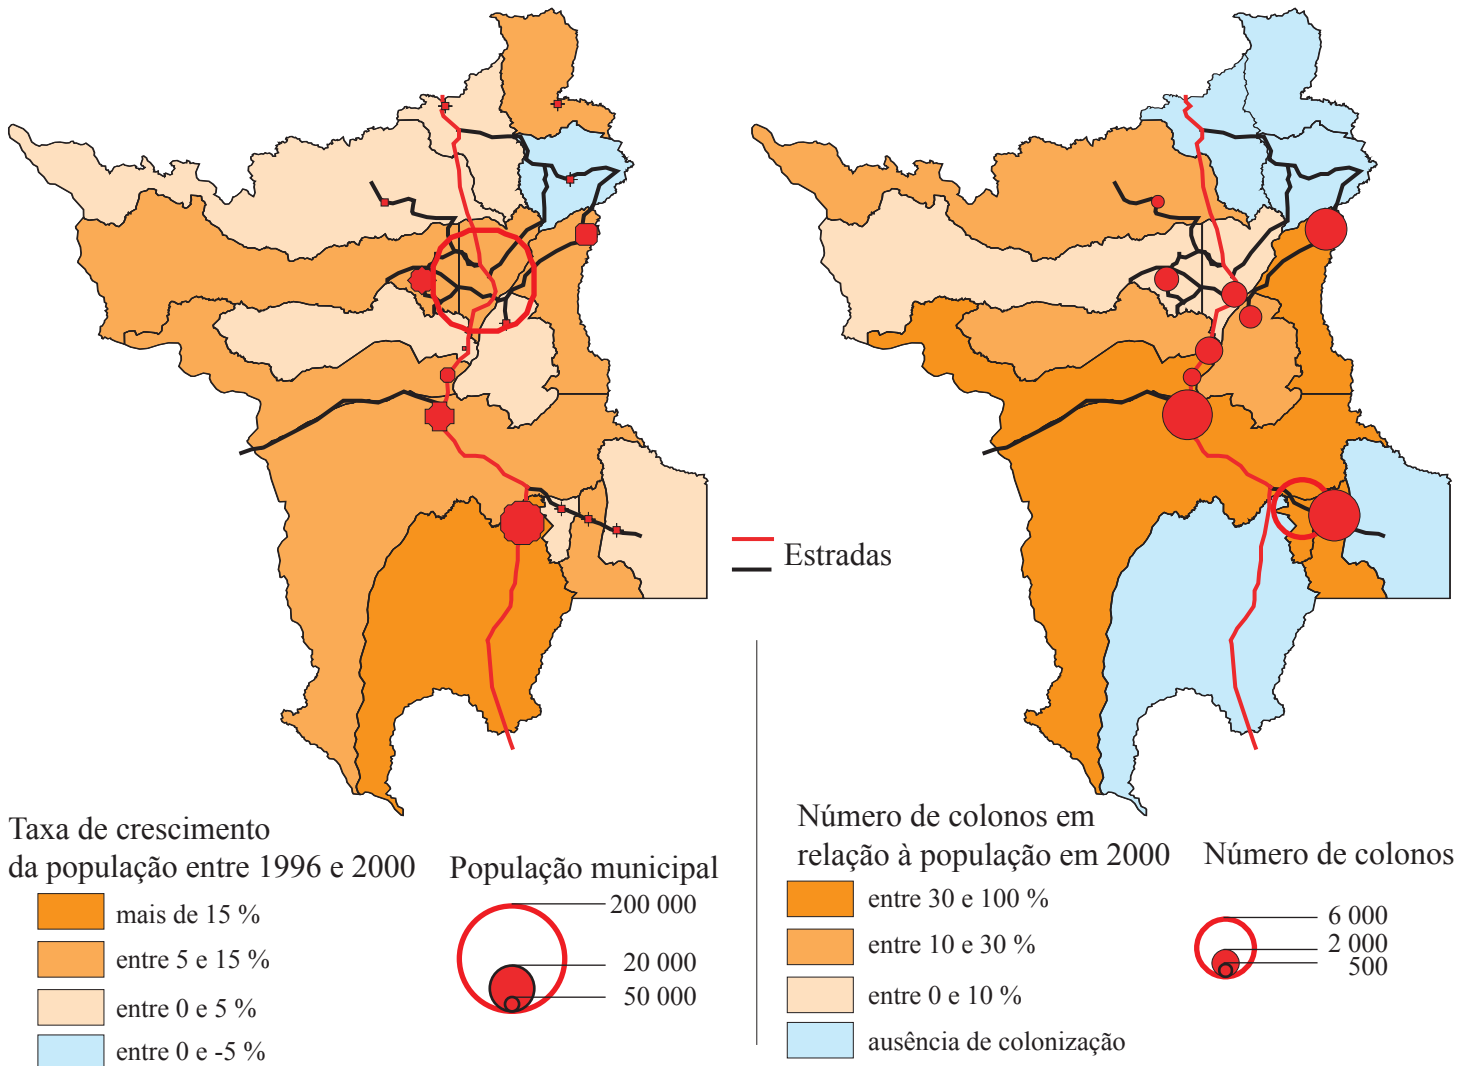 Estradas
Taxa de crescimento
da população entre 1996 e 2000
mais de 15 %
entre 5 e 15 %
entre 0 e 5 %
entre 0 e -5 %
População municipal
200 000
20 000
50 000
Número de colonos em
relação à população em 2000
entre 30 e 100 %
entre 10 e 30 %
entre 0 e 10 %
ausência de colonização
Número de colonos
6 000
2 000
500